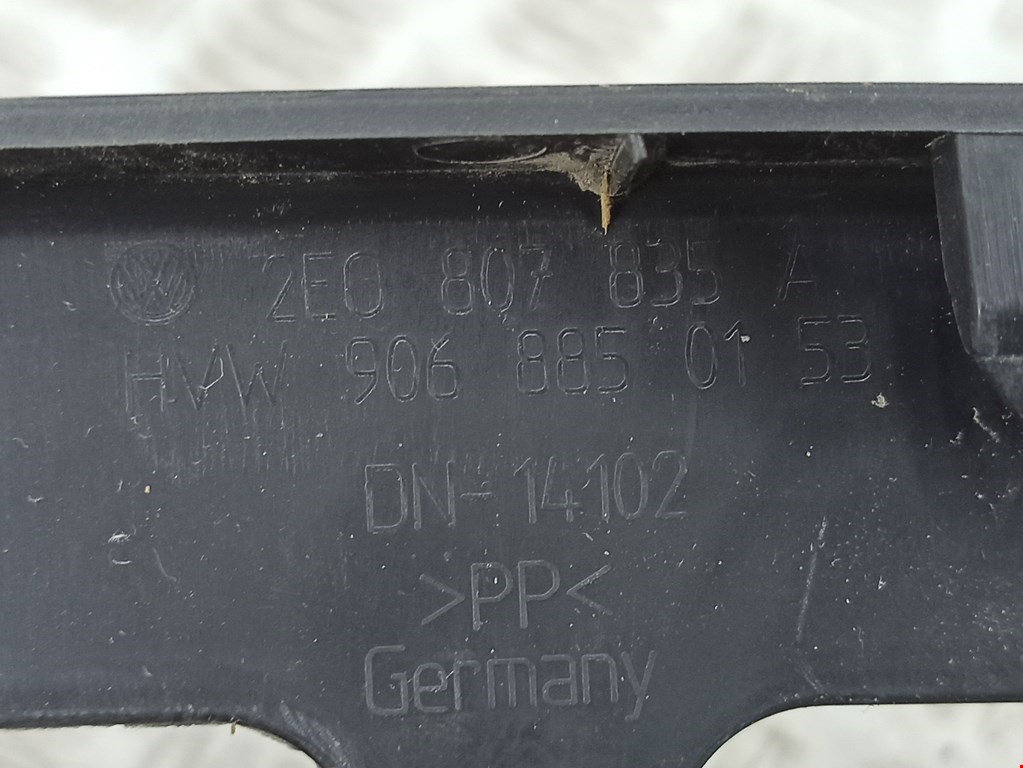 2E0 807 835 A
HVW 906 885 01 53
DN-14102
>PP<
Germany